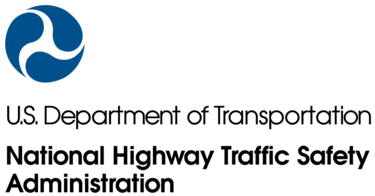 U.S. Department of Transportation
National Highway Traffic Safety
Administration